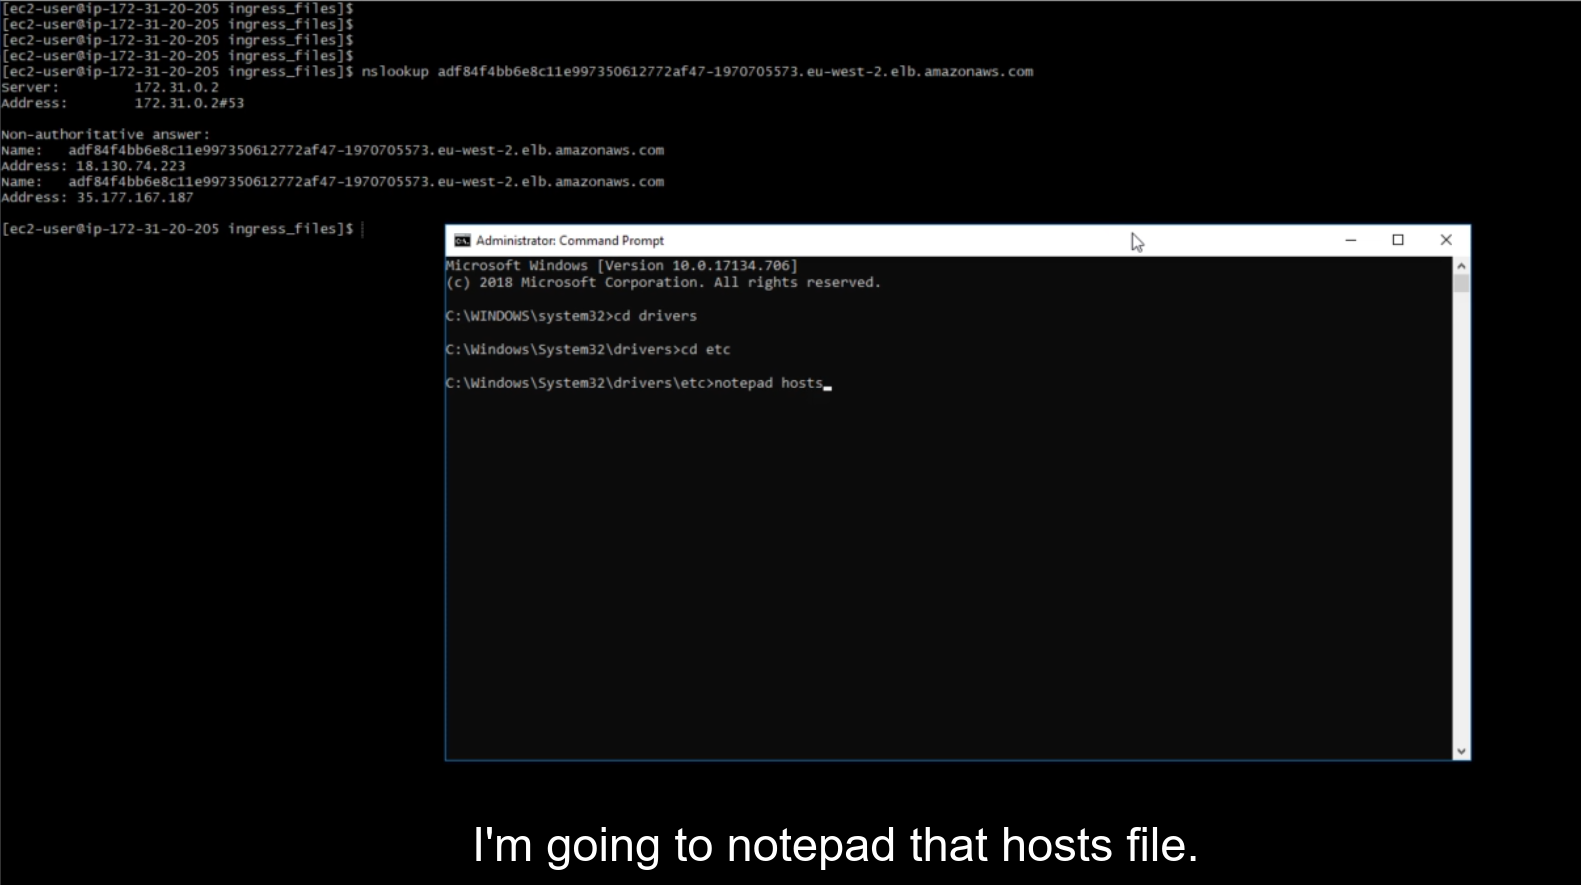 [ec2-user@ip-172-31-20-205 ingress_files]$
[ec2-user@ip-172-31-20-205 ingress_files]$
[ec2-user@ip-172-31-20-205 ingress_files]$
[ec2-user@ip-172-31-20-205 ingress_files]$
[ec2-user@ip-172-31-20-205 ingress_files]$ nslookup adf84f4bb6e8c11e997350612772af47-1970705573.eu-west-2.elb.amazonaws.com
Server: 172.31.0.2
Address: 172.31.0.2#53
Non-authoritative answer:
Name: adf84f4bb6e8c11e997350612772af47-1970705573.eu-west-2.elb.amazonaws.com
Address: 18.130.74.223
Name: adf84f4bb6e8c11e997350612772af47-1970705573.eu-west-2.elb.amazonaws.com
Address: 35.177.167.187
[ec2-user@ip-172-31-20-205 ingress_files]$
Administrator: Command Prompt
Microsoft Windows [Version 10.0.17134.706]
(c) 2018 Microsoft Corporation. All rights reserved.
C:\WINDOWS\system32>cd drivers
C:\Windows\System32\drivers>cd etc
C:\Windows\System32\drivers\etc>notepad hosts
I'm going to notepad that hosts file.